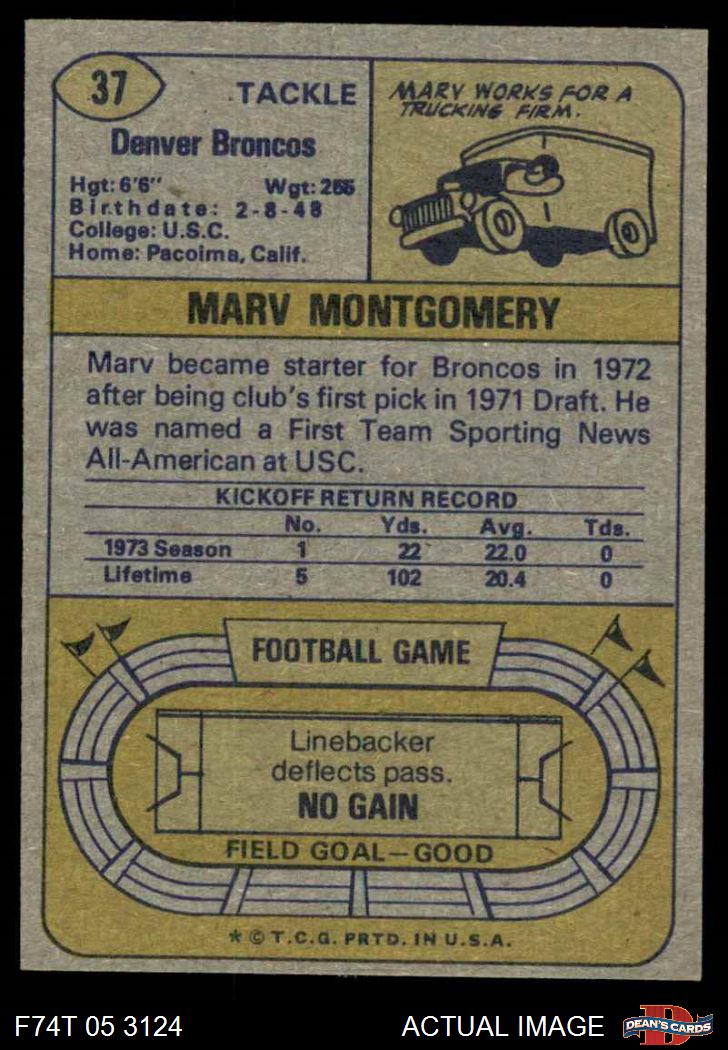 37
TACKLE
Denver Broncos
Hgt: 6'6" Wgt: 255
Birthdate: 2-8-48
College: U.S.C.
Home: Pacoima, Calif.
MARV WORKS FOR A
TRUCKING FIRM.
MARV MONTGOMERY
Marv became starter for Broncos in 1972
after being club's first pick in 1971 Draft. He
was named a First Team Sporting News
All-American at USC.
KICKOFF RETURN RECORD
No. Yds. Avg. Tds.
1973 Season 1 22 22.0 0
Lifetime 5 102 20.4 0
FOOTBALL GAME
Linebacker
deflects pass.
NO GAIN
FIELD GOAL—GOOD
* © T.C.G. PRTD. IN U.S.A.
F74T 05 3124 ACTUAL IMAGE
D
DEAN'S CARDS